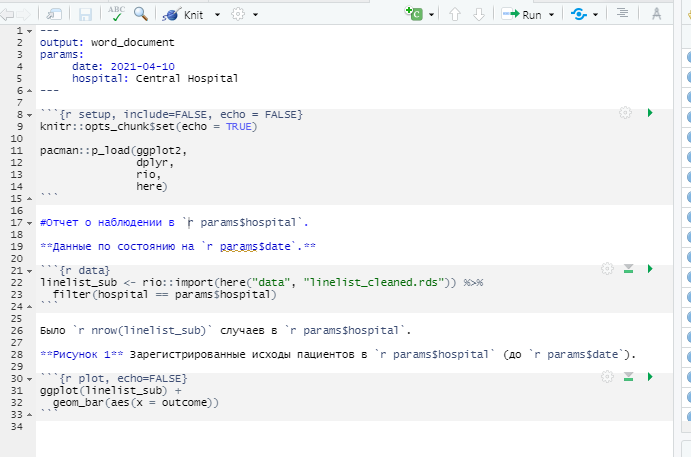 ABC
Knit
Run
1 ---
2 output: word_document
3 params:
4 date: 2021-04-10
5 hospital: Central Hospital
6 ---
7
8 ```{r setup, include=FALSE, echo = FALSE}
9 knitr::opts_chunk$set(echo = TRUE)
10
11 pacman::p_load(ggplot2,
12 dplyr,
13 rio,
14 here)
15 ```
16
17 #Отчет о наблюдении в `r params$hospital`.
18
19 **Данные по состоянию на `r params$date`.**
20
21 ```{r data}
22 linelist_sub <- rio::import(here("data", "linelist_cleaned.rds")) %>%
23 filter(hospital == params$hospital)
24 ```
25
26 Было `r nrow(linelist_sub)` случаев в `r params$hospital`.
27
28 **Рисунок 1** Зарегистрированные исходы пациентов в `r params$hospital` (до `r params$date`).
29
30 ```{r plot, echo=FALSE}
31 ggplot(linelist_sub) +
32 geom_bar(aes(x = outcome))
33 ```
34